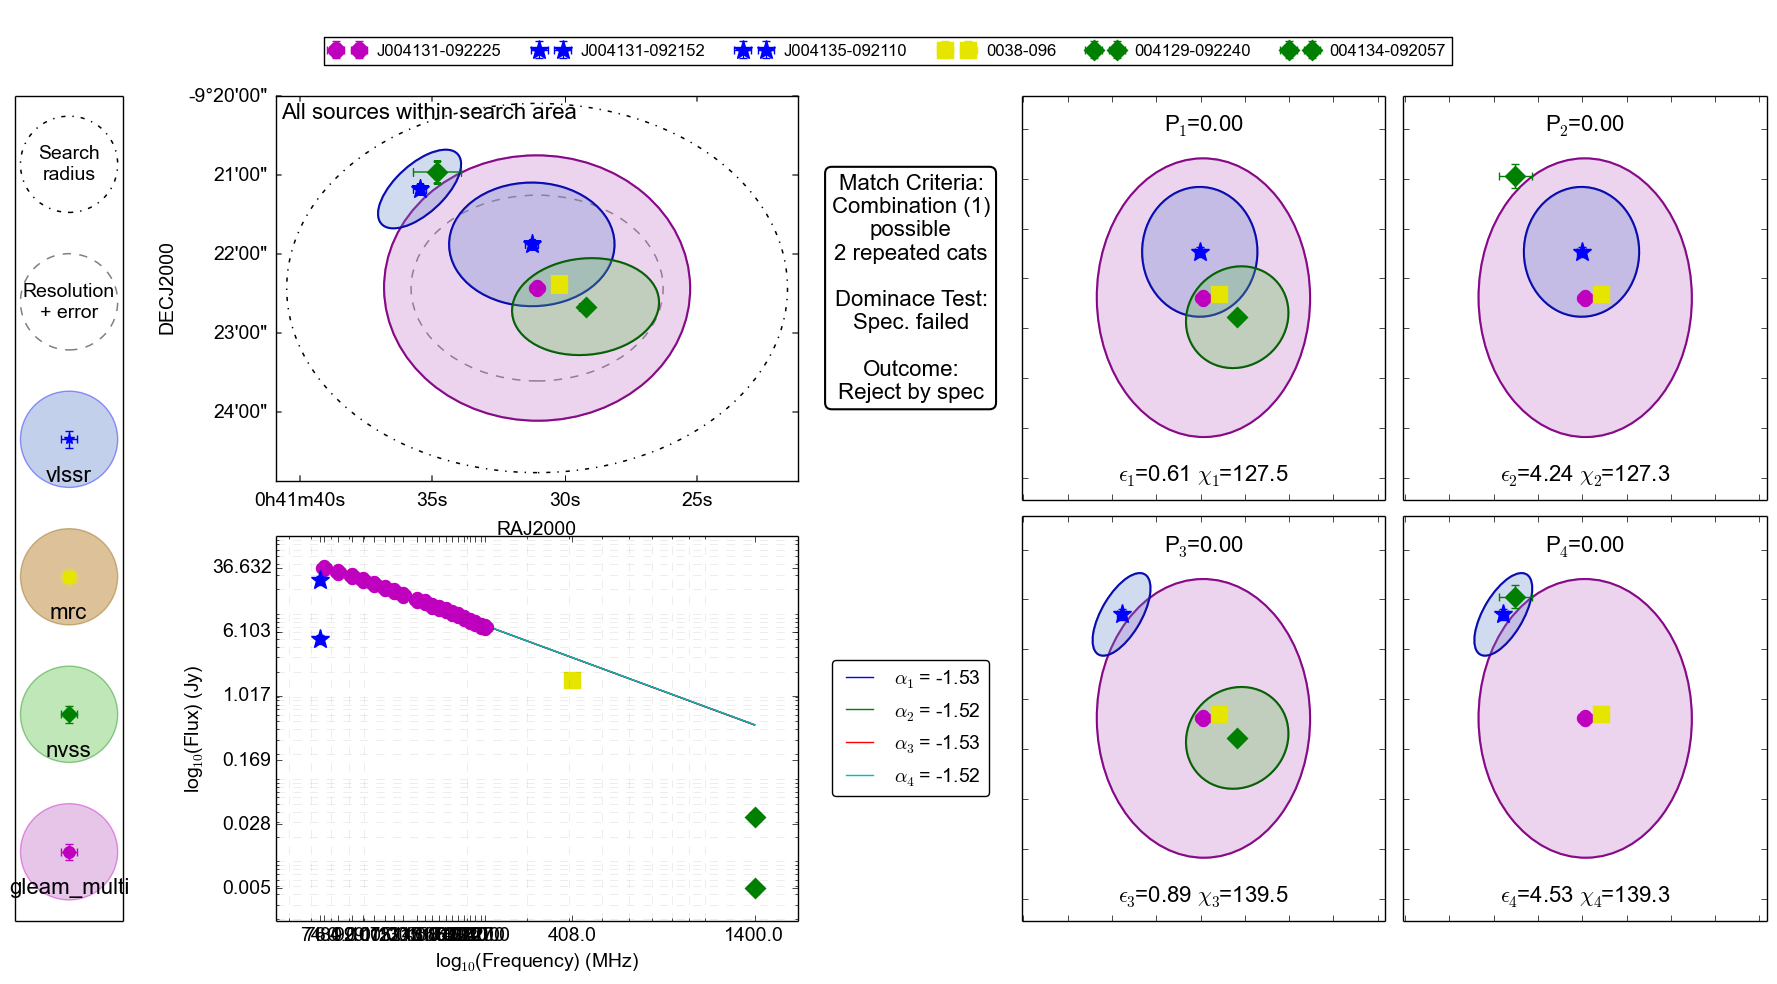 J004131-092225 J004131-092152 J004135-092110 0038-096 004129-092240 004134-092057
Search
radius
Resolution
+ error
vlssr
mrc
nvss
gleam_multi
All sources within search area
DECJ2000
-9°20'00"
21'00"
22'00"
23'00"
24'00"
0h41m40s 35s 30s 25s
RAJ2000
Match Criteria:
Combination (1)
possible
2 repeated cats
Dominace Test:
Spec. failed
Outcome:
Reject by spec
P1=0.00
ϵ1=0.61 χ1=127.5
P2=0.00
ϵ2=4.24 χ2=127.3
log10(Flux) (Jy)
36.632
6.103
1.017
0.169
0.028
0.005
408.0 1400.0
log10(Frequency) (MHz)
α1 = -1.53
α2 = -1.52
α3 = -1.53
α4 = -1.52
P3=0.00
ϵ3=0.89 χ3=139.5
P4=0.00
ϵ4=4.53 χ4=139.3